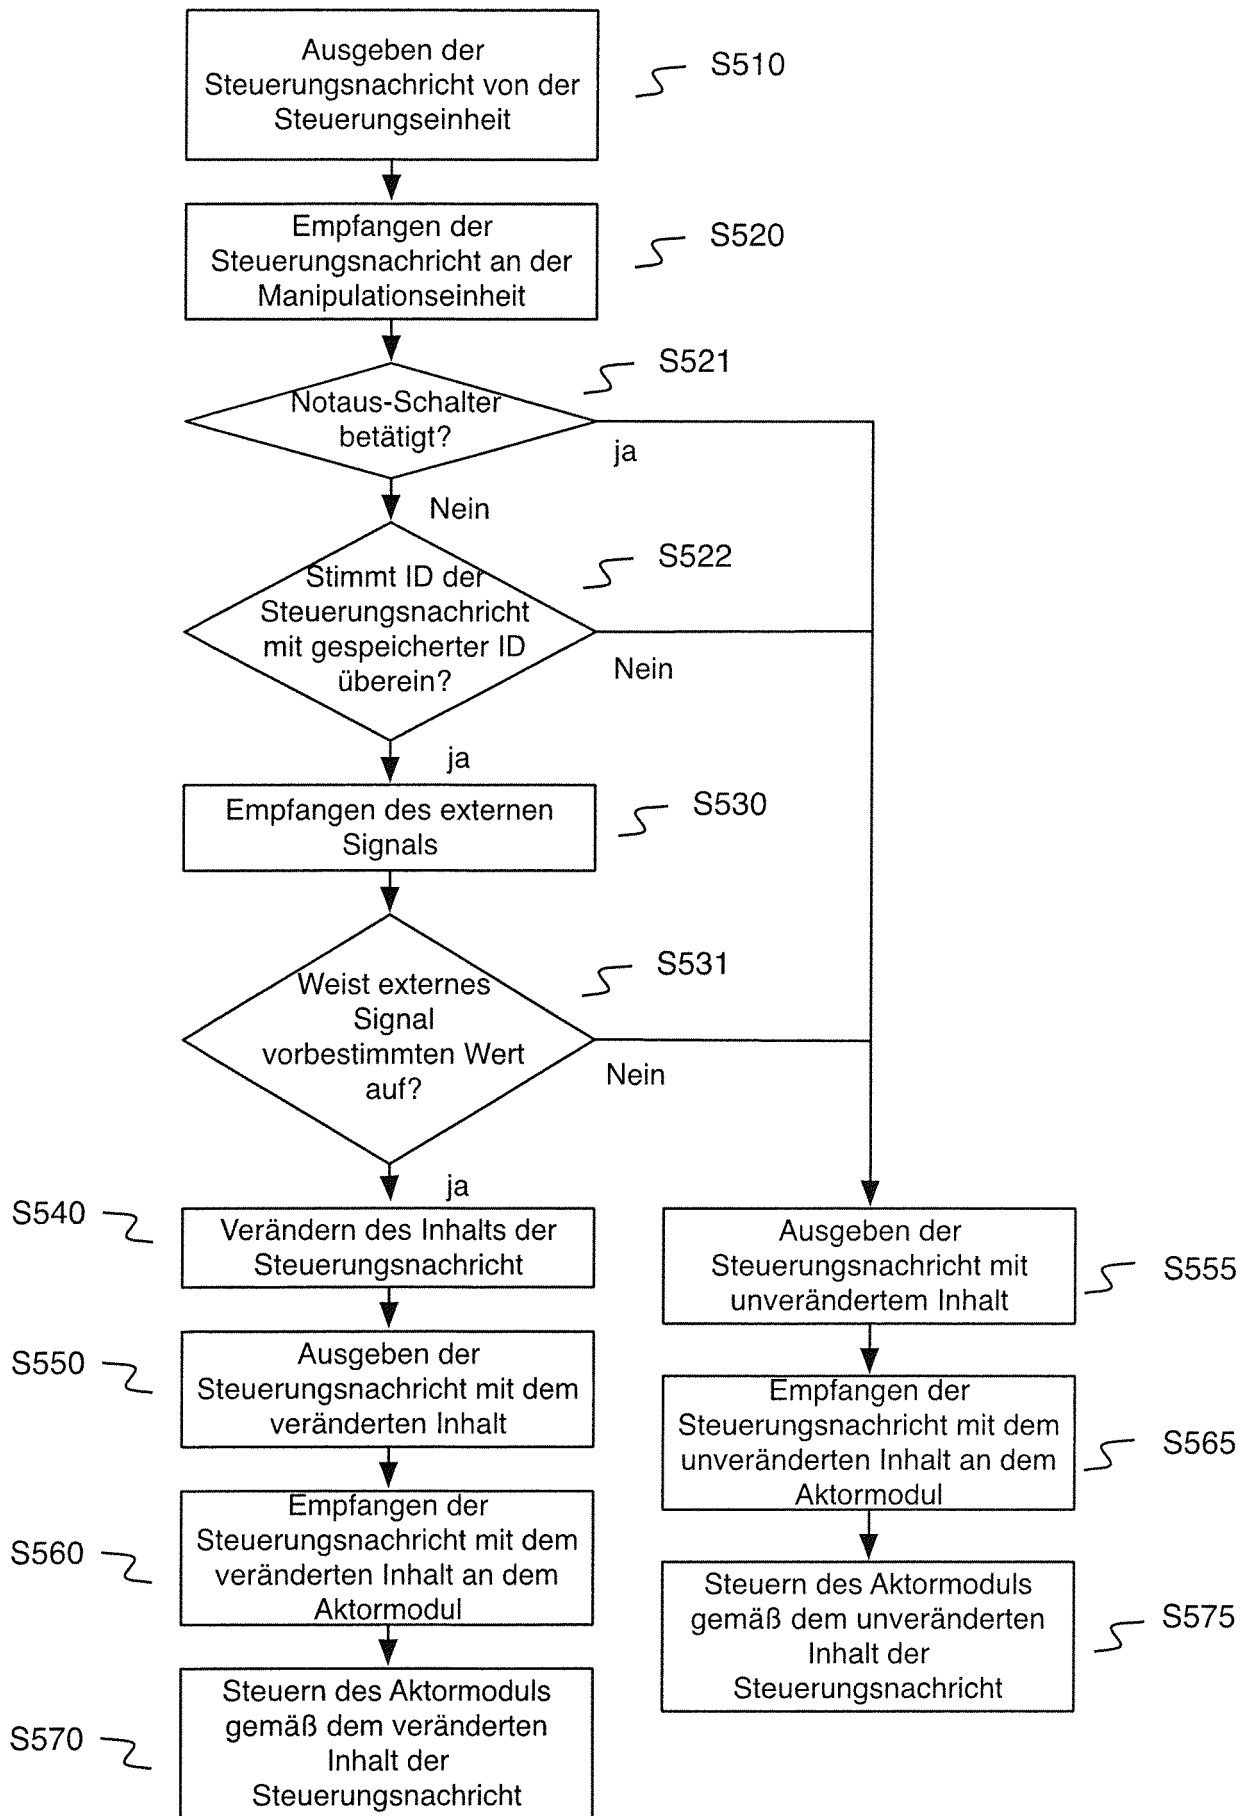 Ausgeben der
Steuerungsnachricht von der
Steuerungseinheit
S510
Empfangen der
Steuerungsnachricht an der
Manipulationseinheit
S520
Notaus-Schalter
betätigt?
S521
ja
Nein
Stimmt ID der
Steuerungsnachricht
mit gespeicherter ID
überein?
S522
Nein
ja
Empfangen des externen
Signals
S530
Weist externes
Signal
vorbestimmten Wert
auf?
S531
Nein
ja
S540
Verändern des Inhalts der
Steuerungsnachricht
S550
Ausgeben der
Steuerungsnachricht mit dem
veränderten Inhalt
S560
Empfangen der
Steuerungsnachricht mit dem
veränderten Inhalt an dem
Aktormodul
S570
Steuern des Aktormoduls
gemäß dem veränderten
Inhalt der
Steuerungsnachricht
Ausgeben der
Steuerungsnachricht mit
unverändertem Inhalt
S555
Empfangen der
Steuerungsnachricht mit dem
unveränderten Inhalt an dem
Aktormodul
S565
Steuern des Aktormoduls
gemäß dem unveränderten
Inhalt der
Steuerungsnachricht
S575